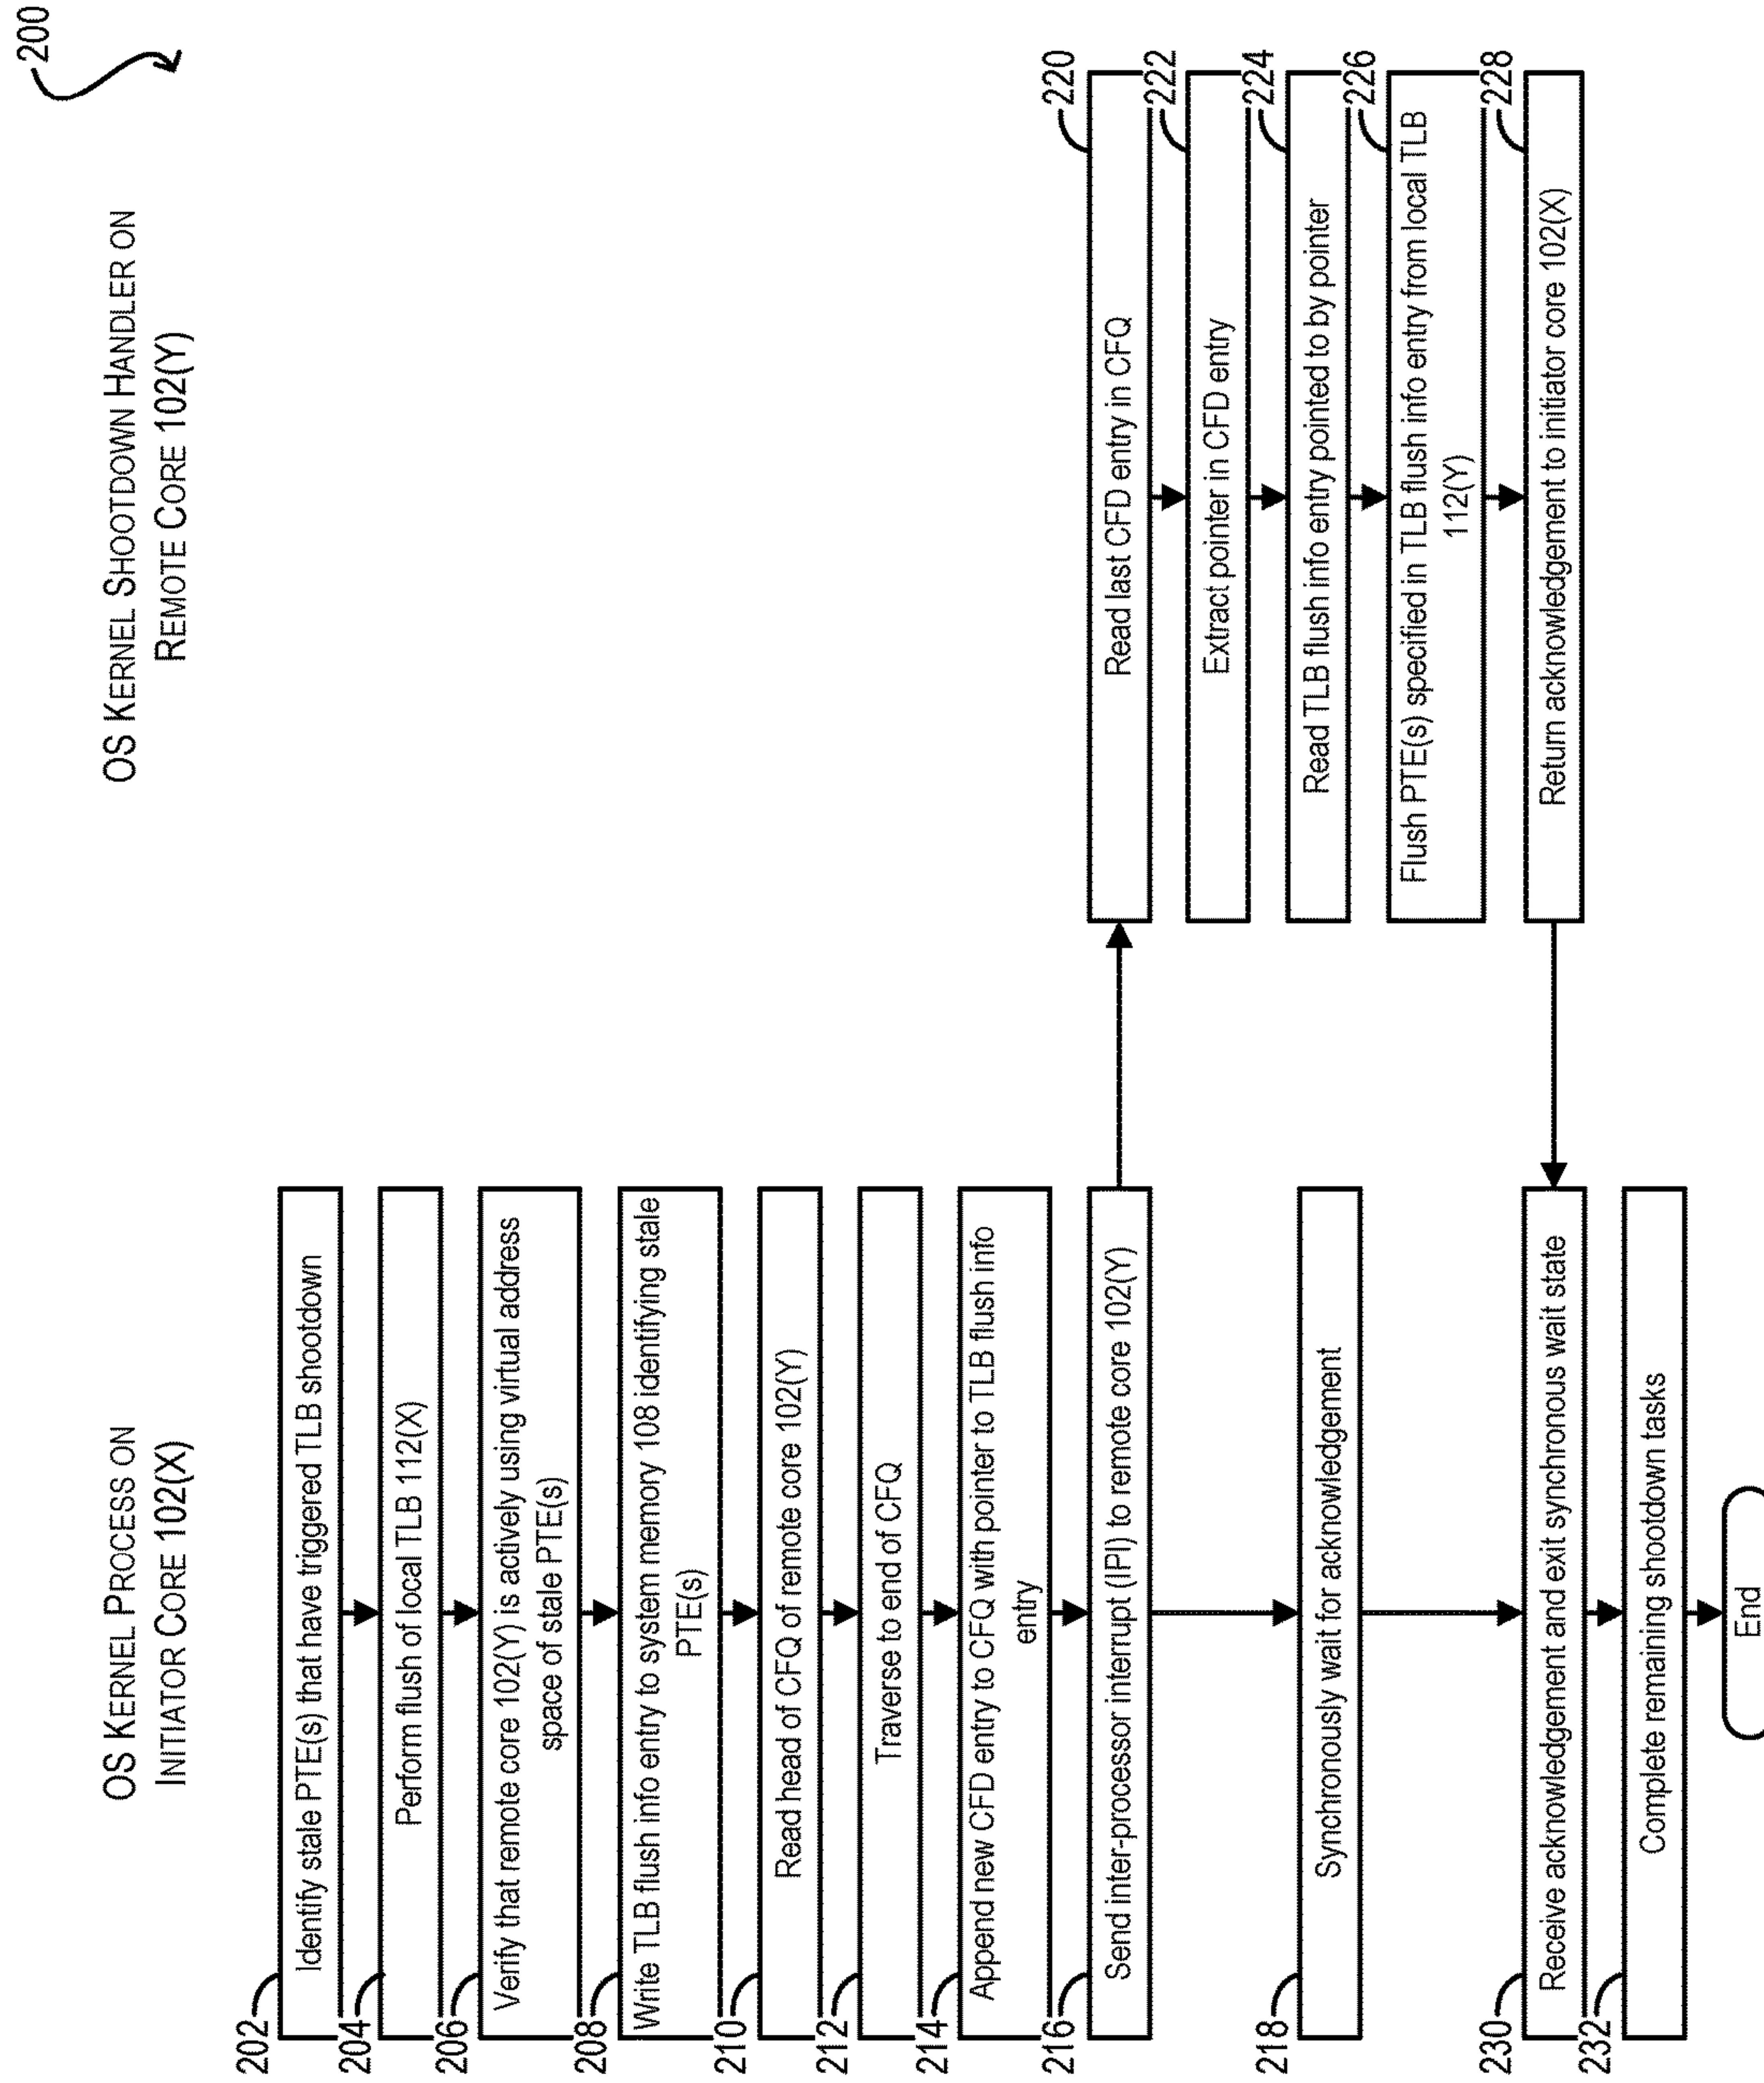 200
OS KERNEL PROCESS ON
INITIATOR CORE 102(X)
OS KERNEL SHOOTDOWN HANDLER ON
REMOTE CORE 102(Y)
202
Identify stale PTE(s) that have triggered TLB shootdown
204
Perform flush of local TLB 112(X)
206
Verify that remote core 102(Y) is actively using virtual address
space of stale PTE(s)
208
Write TLB flush info entry to system memory 108 identifying stale
PTE(s)
210
Read head of CFQ of remote core 102(Y)
212
Traverse to end of CFQ
214
Append new CFD entry to CFQ with pointer to TLB flush info
entry
216
Send inter-processor interrupt (IPI) to remote core 102(Y)
218
Synchronously wait for acknowledgement
220
Read last CFD entry in CFQ
222
Extract pointer in CFD entry
224
Read TLB flush info entry pointed to by pointer
226
Flush PTE(s) specified in TLB flush info entry from local TLB
112(Y)
228
Return acknowledgement to initiator core 102(X)
230
Receive acknowledgement and exit synchronous wait state
232
Complete remaining shootdown tasks
End